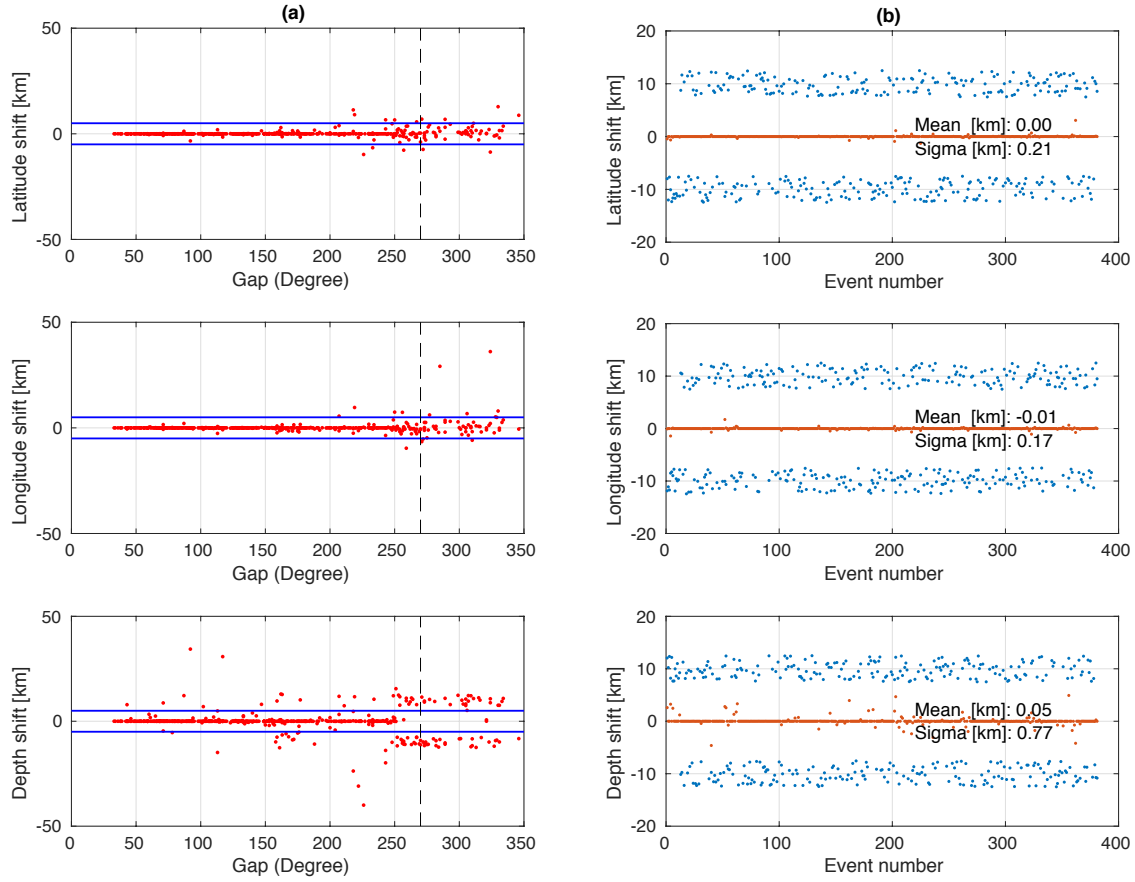 (a)
50
0
-50
Latitude shift [km]
0 50 100 150 200 250 300 350
Gap (Degree)
(b)
20
10
0
-10
-20
Latitude shift [km]
Mean [km]: 0.00
Sigma [km]: 0.21
0 100 200 300 400
Event number
50
0
-50
Longitude shift [km]
0 50 100 150 200 250 300 350
Gap (Degree)
20
10
0
-10
-20
Longitude shift [km]
Mean [km]: -0.01
Sigma [km]: 0.17
0 100 200 300 400
Event number
50
0
-50
Depth shift [km]
0 50 100 150 200 250 300 350
Gap (Degree)
20
10
0
-10
-20
Depth shift [km]
Mean [km]: 0.05
Sigma [km]: 0.77
0 100 200 300 400
Event number